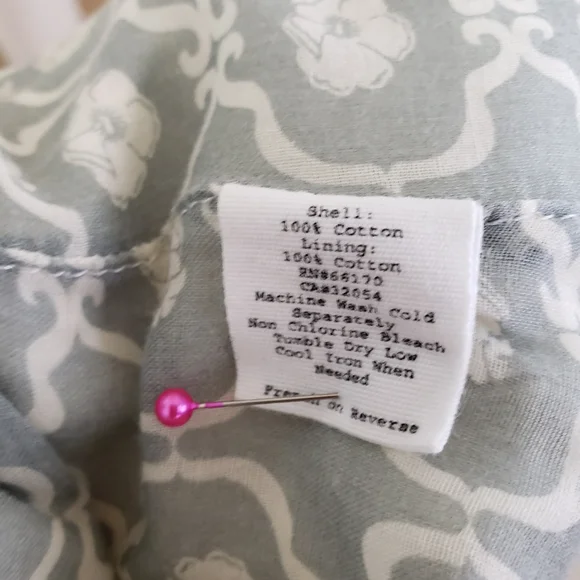 Shell:
100% Cotton
Lining:
100% Cotton
RN#66170
CA#32054
Machine Wash Cold
Separately
Non Chlorine Bleach
Tumble Dry Low
Cool Iron When
Needed
French on Reverse